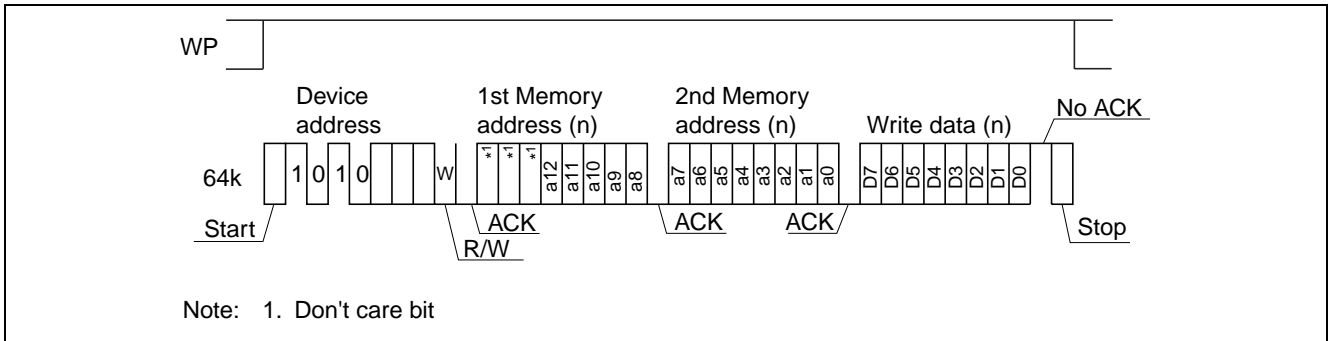 WP
Device address
1st Memory address (n)
2nd Memory address (n)
Write data (n)
No ACK
64k
1 0 1 0
W
*1 *1 *1 a12 a11 a10 a9 a8
a7 a6 a5 a4 a3 a2 a1 a0
D7 D6 D5 D4 D3 D2 D1 D0
Start
R/W
ACK
ACK
ACK
Stop
Note: 1. Don't care bit